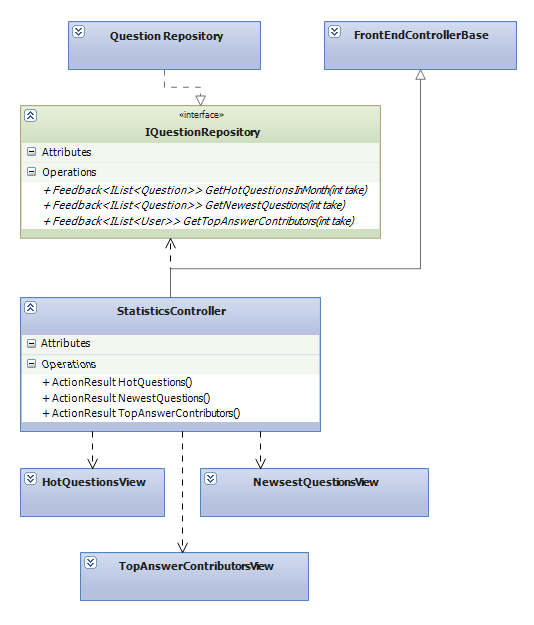 Question Repository
FrontEndControllerBase
«interface»
IQuestionRepository
Attributes
Operations
+ Feedback<IList<Question>> GetHotQuestionsInMonth(int take)
+ Feedback<IList<Question>> GetNewestQuestions(int take)
+ Feedback<IList<User>> GetTopAnswerContributors(int take)
StatisticsController
Attributes
Operations
+ ActionResult HotQuestions()
+ ActionResult NewestQuestions()
+ ActionResult TopAnswerContributors()
HotQuestionsView
NewsestQuestionsView
TopAnswerContributorsView